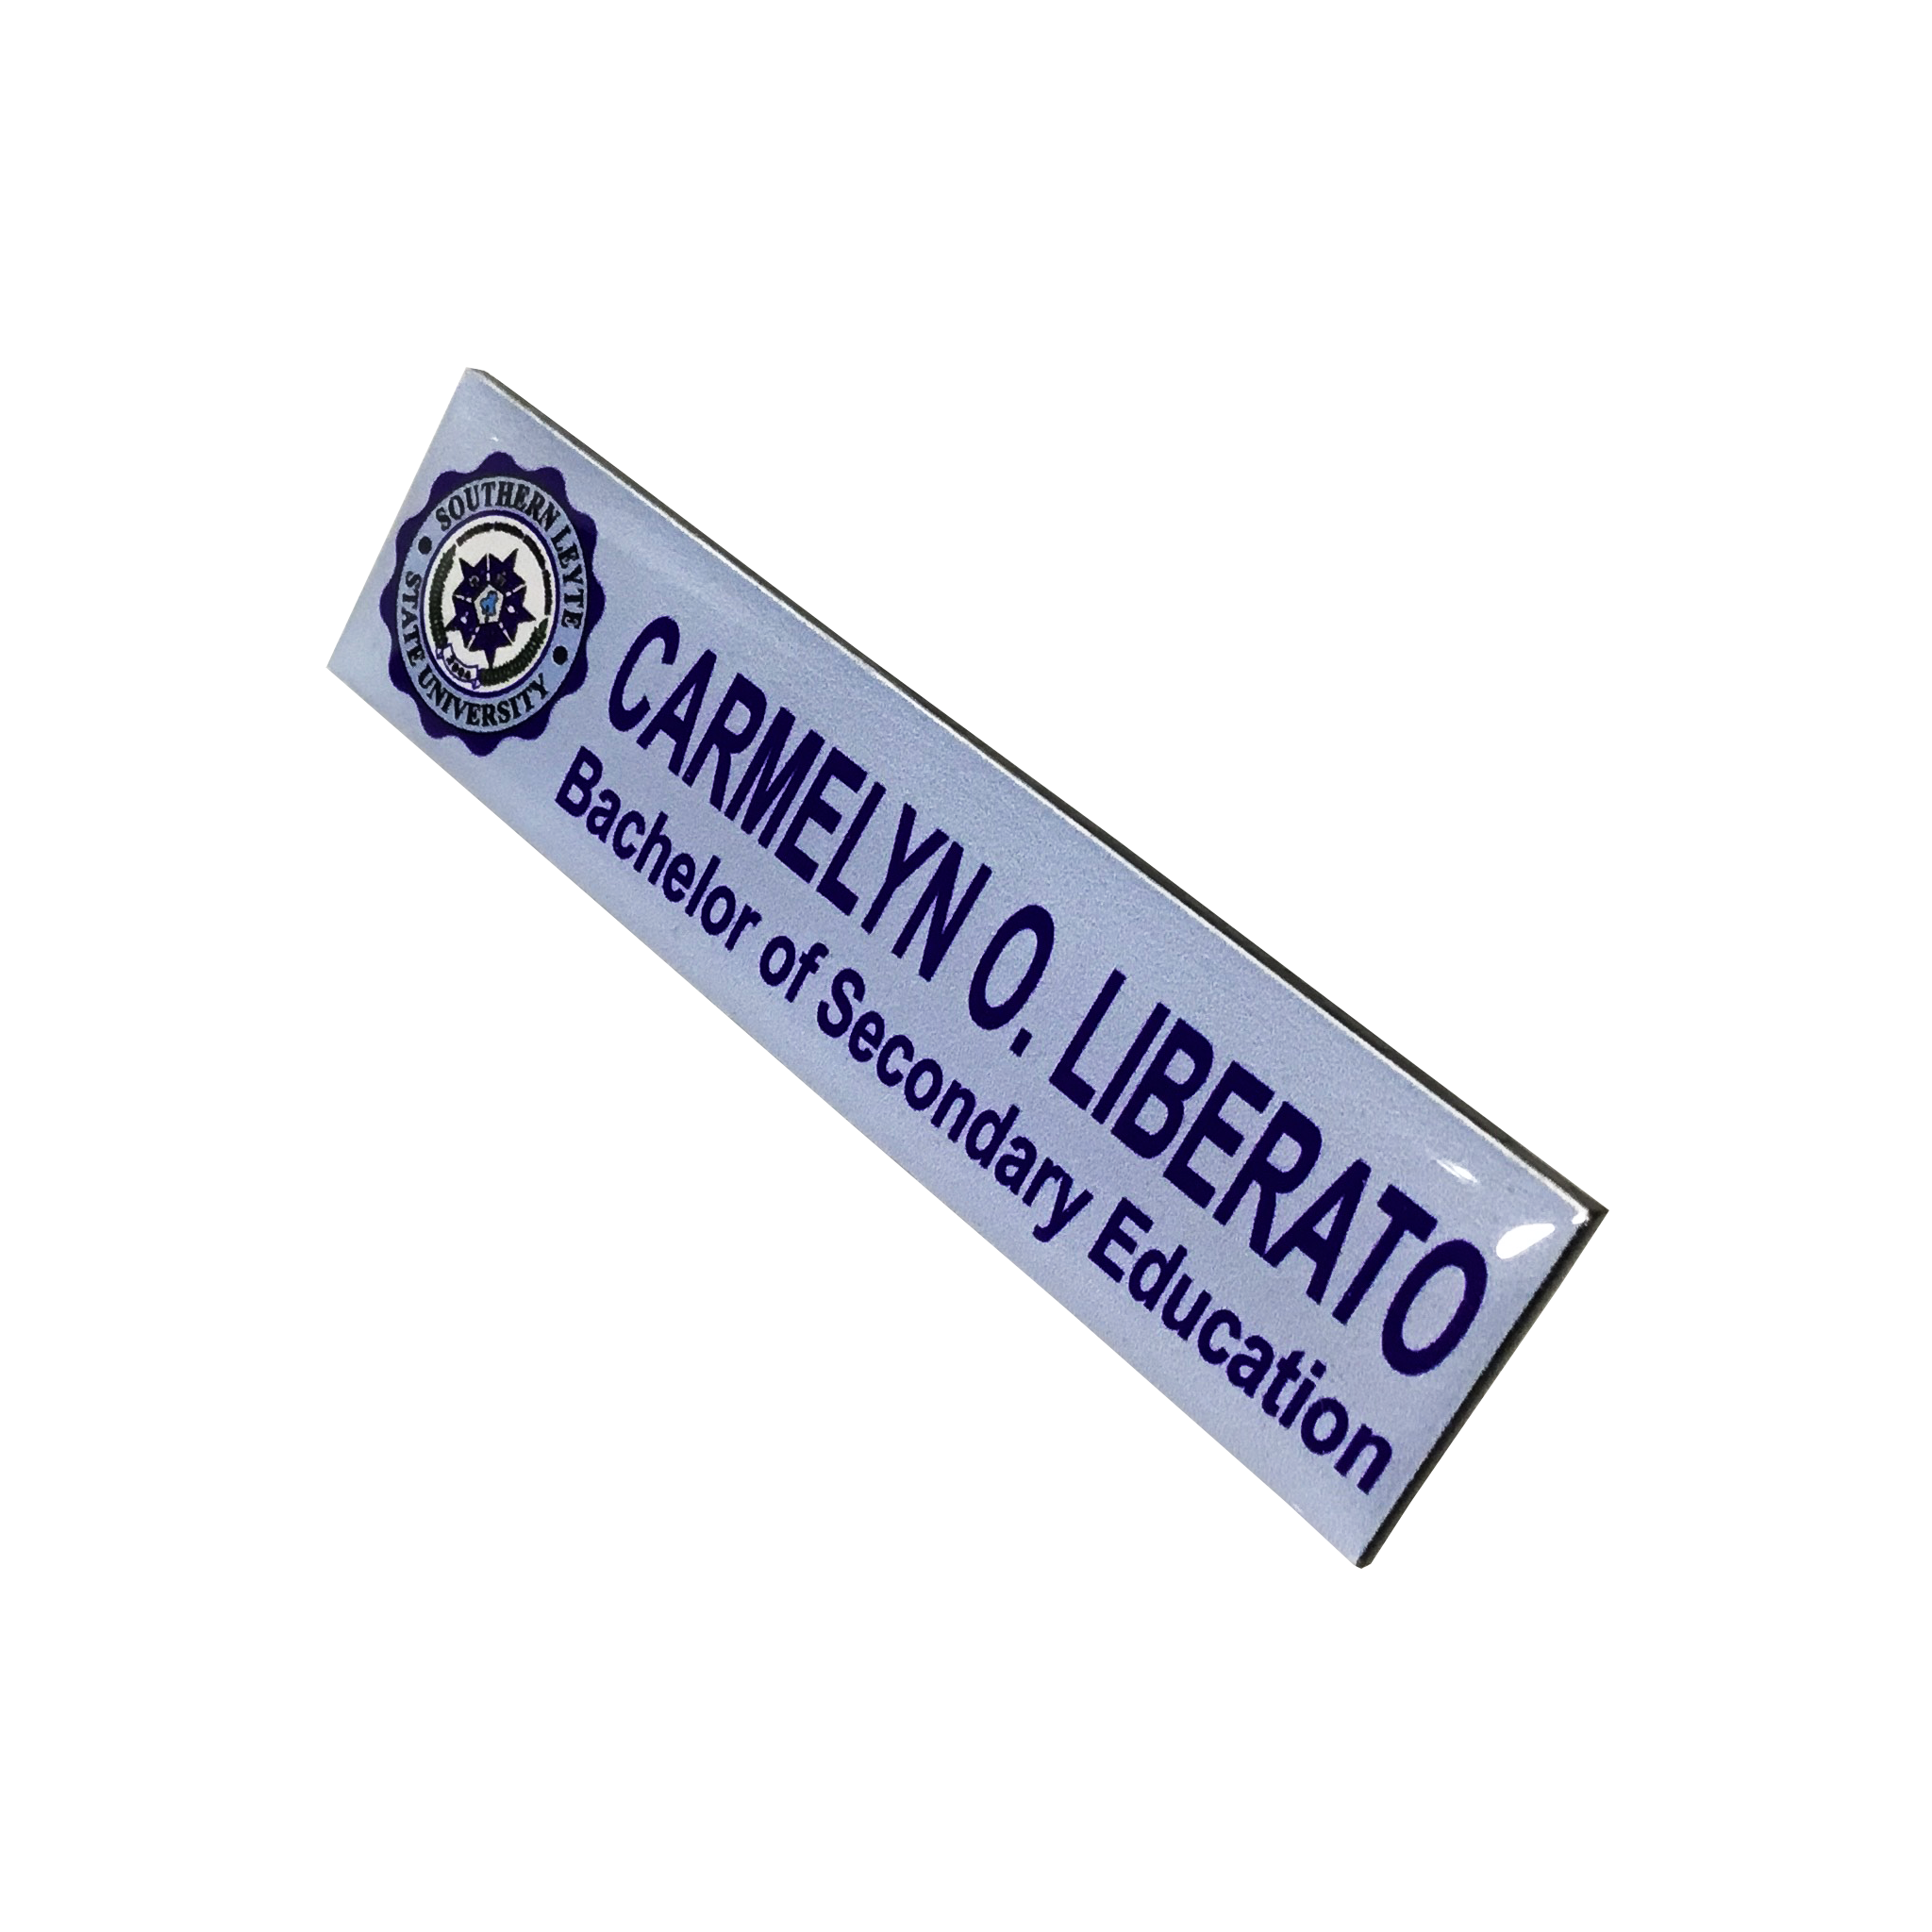 SOUTHERN LEYTE
STATE UNIVERSITY
CARMELYN O. LIBERATO
Bachelor of Secondary Education